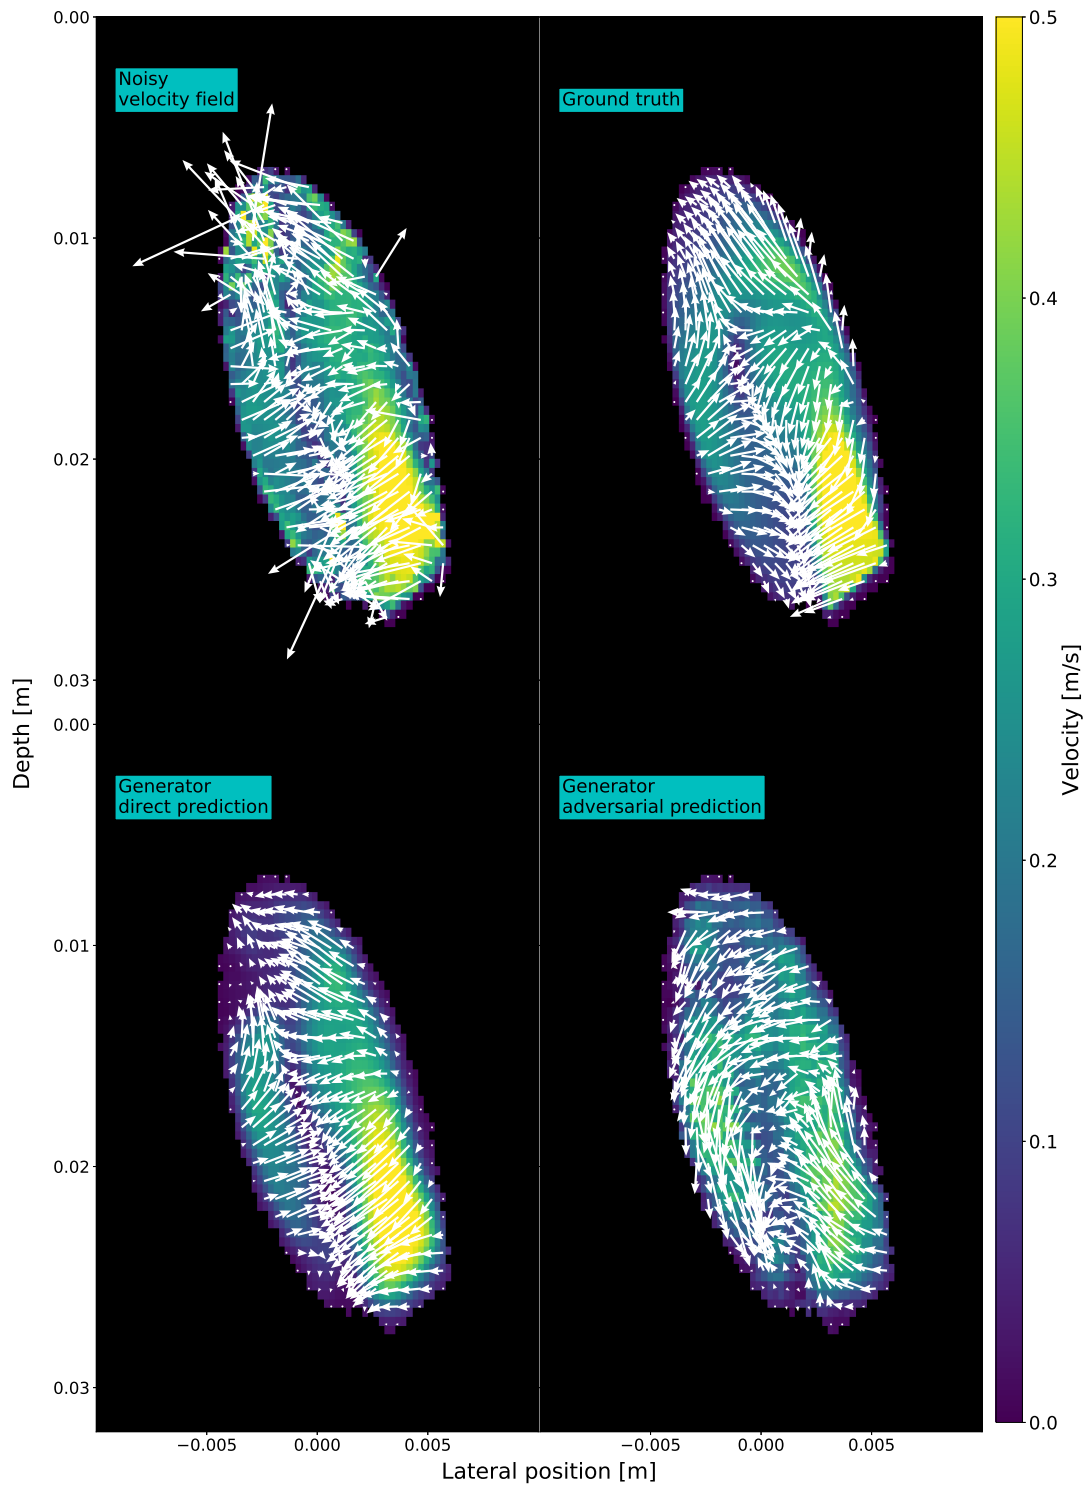 0.00
0.01
0.02
0.03
0.00
0.01
0.02
0.03
Depth [m]
Noisy
velocity field
Ground truth
Generator
direct prediction
Generator
adversarial prediction
−0.005
0.000
0.005
−0.005
0.000
0.005
Lateral position [m]
0.5
0.4
0.3
0.2
0.1
0.0
Velocity [m/s]